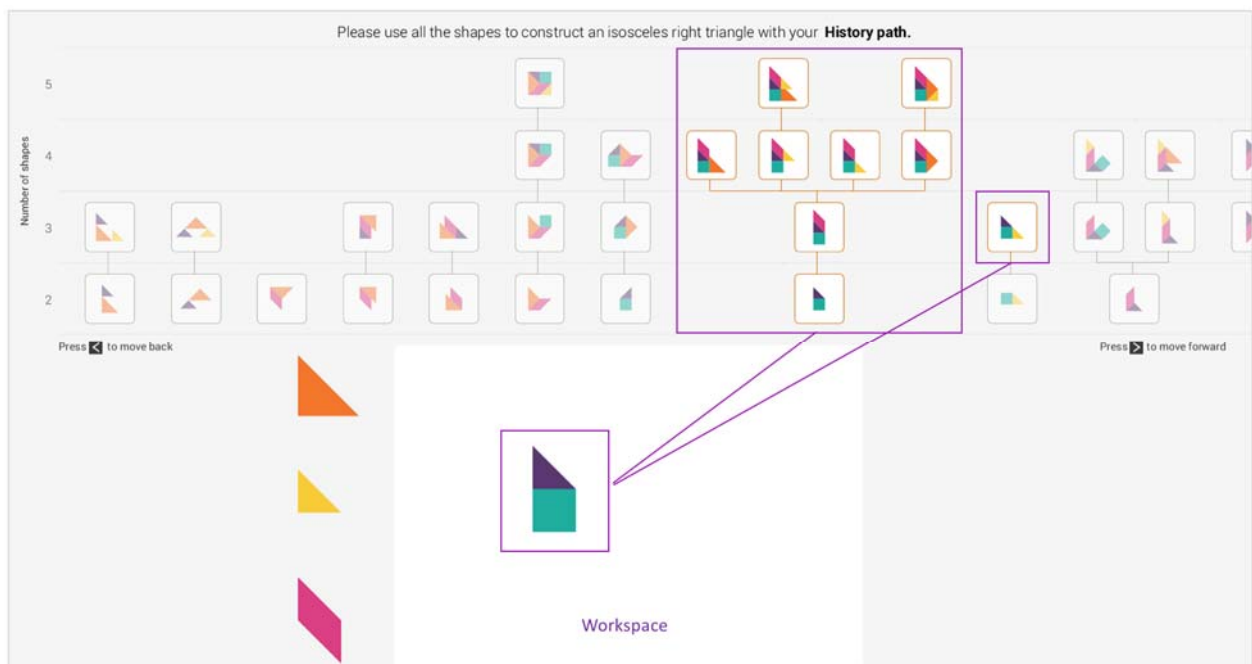 Please use all the shapes to construct an isosceles right triangle with your History path.
Number of shapes
5
4
3
2
Press < to move back
Press > to move forward
Workspace